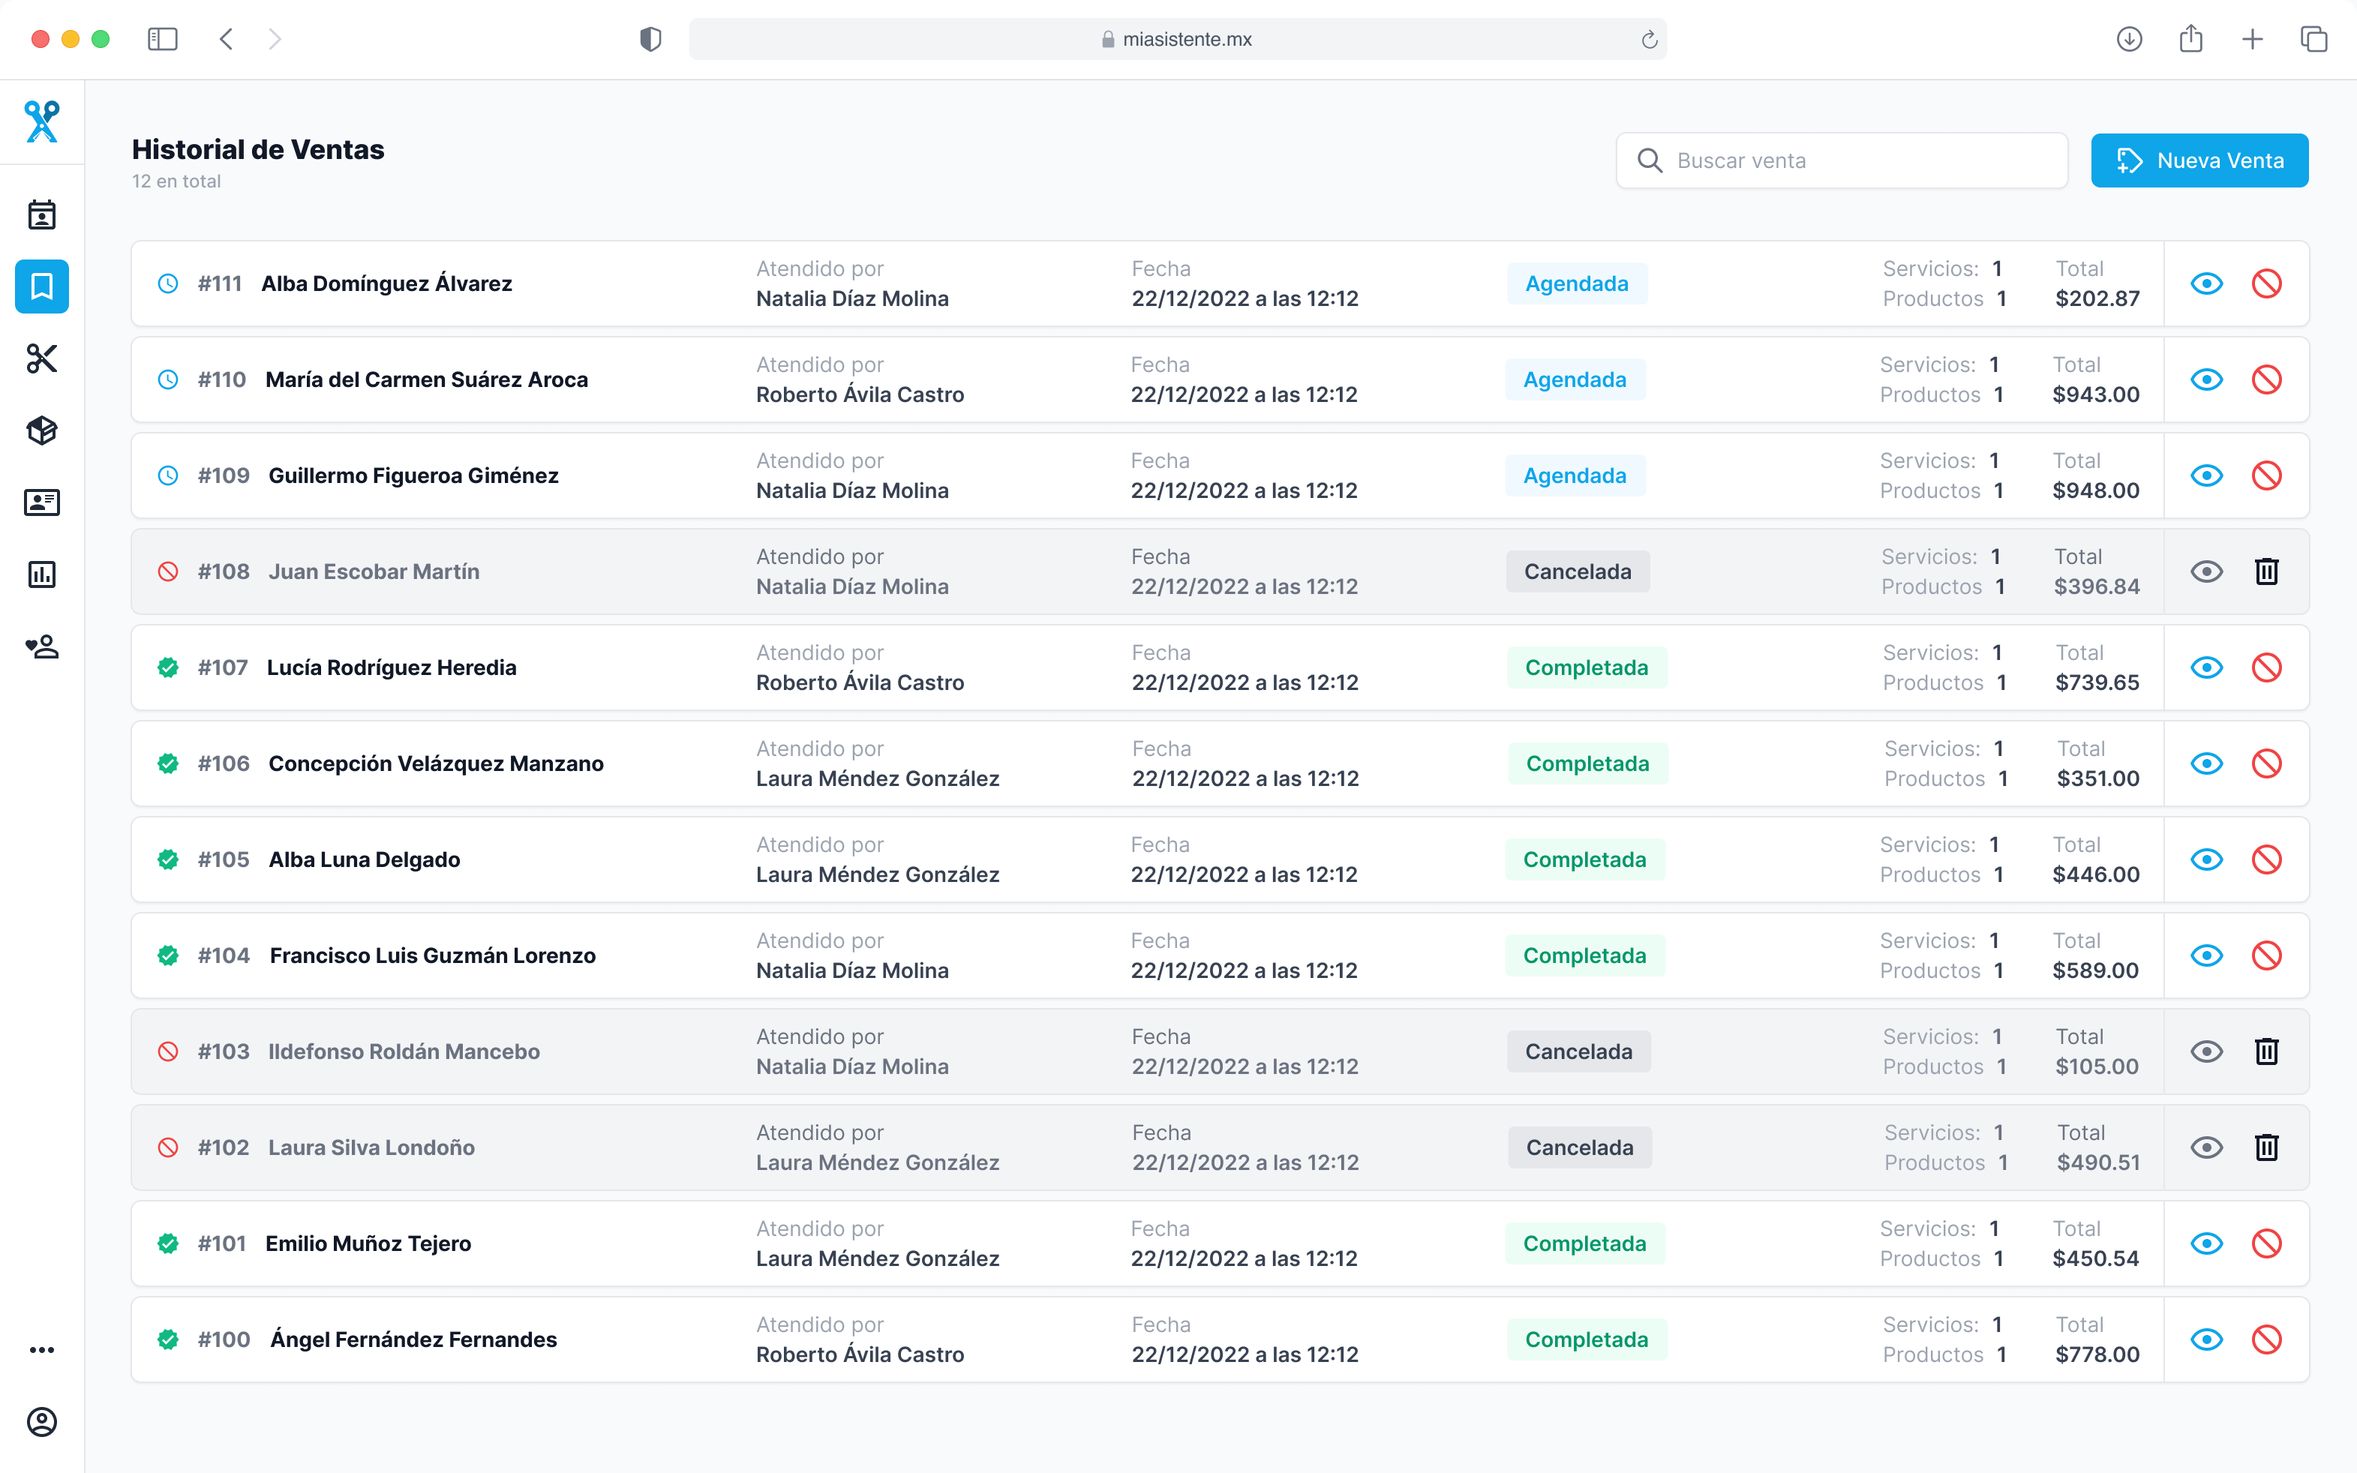 miasistente.mx
Historial de Ventas
12 en total
Buscar venta
Nueva Venta
#111 Alba Domínguez Álvarez
Atendido por
Natalia Díaz Molina
Fecha
22/12/2022 a las 12:12
Agendada
Servicios: 1
Productos 1
Total
$202.87
#110 María del Carmen Suárez Aroca
Atendido por
Roberto Ávila Castro
Fecha
22/12/2022 a las 12:12
Agendada
Servicios: 1
Productos 1
Total
$943.00
#109 Guillermo Figueroa Giménez
Atendido por
Natalia Díaz Molina
Fecha
22/12/2022 a las 12:12
Agendada
Servicios: 1
Productos 1
Total
$948.00
#108 Juan Escobar Martín
Atendido por
Natalia Díaz Molina
Fecha
22/12/2022 a las 12:12
Cancelada
Servicios: 1
Productos 1
Total
$396.84
#107 Lucía Rodríguez Heredia
Atendido por
Roberto Ávila Castro
Fecha
22/12/2022 a las 12:12
Completada
Servicios: 1
Productos 1
Total
$739.65
#106 Concepción Velázquez Manzano
Atendido por
Laura Méndez González
Fecha
22/12/2022 a las 12:12
Completada
Servicios: 1
Productos 1
Total
$351.00
#105 Alba Luna Delgado
Atendido por
Laura Méndez González
Fecha
22/12/2022 a las 12:12
Completada
Servicios: 1
Productos 1
Total
$446.00
#104 Francisco Luis Guzmán Lorenzo
Atendido por
Natalia Díaz Molina
Fecha
22/12/2022 a las 12:12
Completada
Servicios: 1
Productos 1
Total
$589.00
#103 Ildefonso Roldán Mancebo
Atendido por
Natalia Díaz Molina
Fecha
22/12/2022 a las 12:12
Cancelada
Servicios: 1
Productos 1
Total
$105.00
#102 Laura Silva Londoño
Atendido por
Laura Méndez González
Fecha
22/12/2022 a las 12:12
Cancelada
Servicios: 1
Productos 1
Total
$490.51
#101 Emilio Muñoz Tejero
Atendido por
Laura Méndez González
Fecha
22/12/2022 a las 12:12
Completada
Servicios: 1
Productos 1
Total
$450.54
#100 Ángel Fernández Fernandes
Atendido por
Roberto Ávila Castro
Fecha
22/12/2022 a las 12:12
Completada
Servicios: 1
Productos 1
Total
$778.00